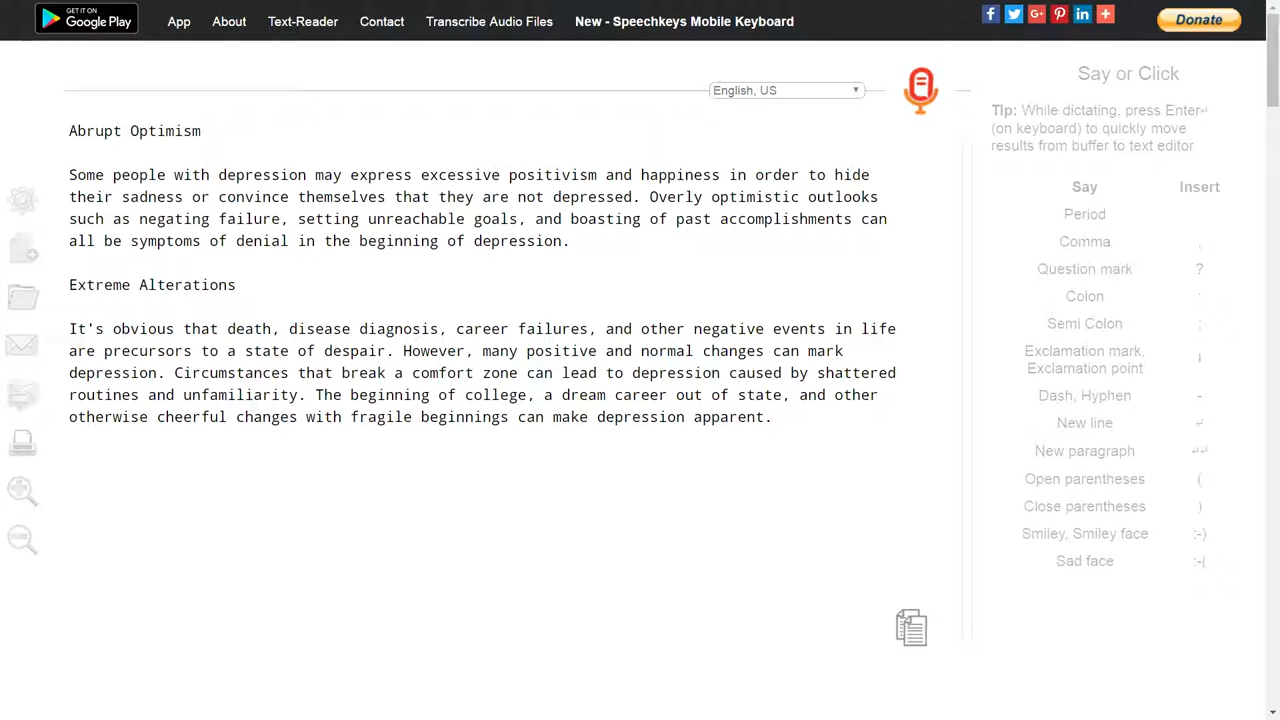 GET IT ON
Google Play
App
About
Text-Reader
Contact
Transcribe Audio Files
New - Speechkeys Mobile Keyboard
Donate
English, US
Abrupt Optimism
Some people with depression may express excessive positivism and happiness in order to hide
their sadness or convince themselves that they are not depressed. Overly optimistic outlooks
such as negating failure, setting unreachable goals, and boasting of past accomplishments can
all be symptoms of denial in the beginning of depression.
Extreme Alterations
It's obvious that death, disease diagnosis, career failures, and other negative events in life
are precursors to a state of despair. However, many positive and normal changes can mark
depression. Circumstances that break a comfort zone can lead to depression caused by shattered
routines and unfamiliarity. The beginning of college, a dream career out of state, and other
otherwise cheerful changes with fragile beginnings can make depression apparent.
Say or Click
Tip: While dictating, press Enter↵
(on keyboard) to quickly move
results from buffer to text editor
Say Insert
Period
Comma ,
Question mark ?
Colon :
Semi Colon ;
Exclamation mark,
Exclamation point !
Dash, Hyphen -
New line ↵
New paragraph ↵↵
Open parentheses (
Close parentheses )
Smiley, Smiley face :-)
Sad face :-(